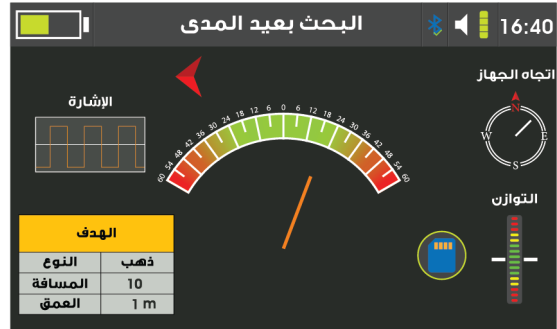 البحث بعيد المدى
16:40
اتجاه الجهاز
N
W E
S
الإشارة
60 54 48 42 36 30 24 18 12 6 0 6 12 18 24 30 36 42 48 54 60
التوازن
الهدف
النوع ذهب
المسافة 10
العمق 1 m